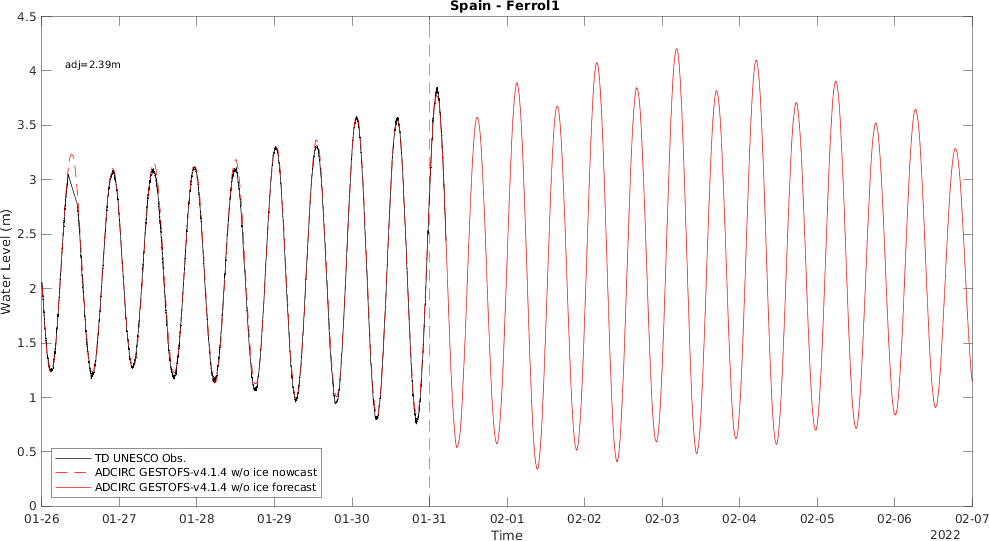 Spain - Ferrol1
4.5
4
3.5
3
2.5
2
1.5
1
0.5
0
Water Level (m)
adj=2.39m
TD UNESCO Obs.
ADCIRC GESTOFS-v4.1.4 w/o ice nowcast
ADCIRC GESTOFS-v4.1.4 w/o ice forecast
01-26 01-27 01-28 01-29 01-30 01-31 02-01 02-02 02-03 02-04 02-05 02-06 02-07
Time
2022